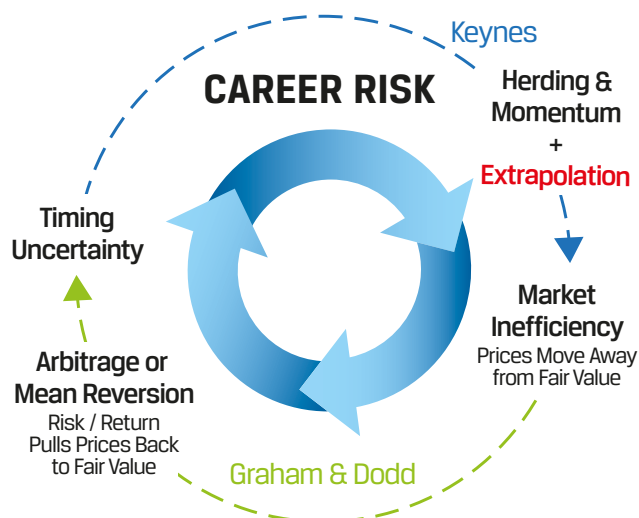 Keynes
CAREER RISK
Herding &
Momentum
+
Extrapolation
Timing
Uncertainty
Market
Inefficiency
Prices Move Away
from Fair Value
Arbitrage or
Mean Reversion
Risk / Return
Pulls Prices Back
to Fair Value
Graham & Dodd